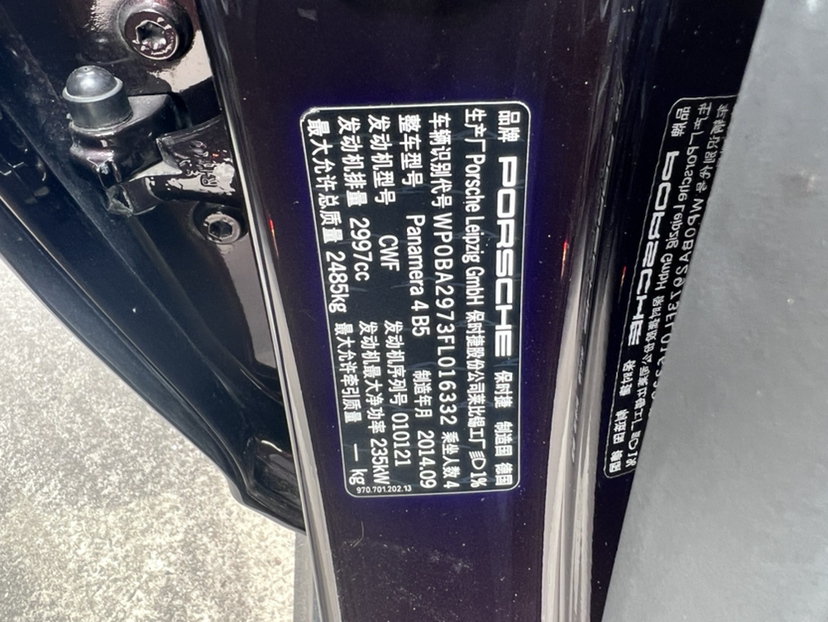 品牌 PORSCHE 保时捷 制造国 德国
生产厂 Porsche Leipzig GmbH 保时捷股份公司莱比锡工厂 1%
车辆识别代号 WP0BA2973FL016332 乘坐人数 4
整车型号 Panamera 4 B5 制造年月 2014.09
发动机型号 CWF 发动机序列号 010121
发动机排量 2997cc 发动机最大净功率 235kW
最大允许总质量 2485kg 最大允许牵引质量 — kg
970.701.202.13